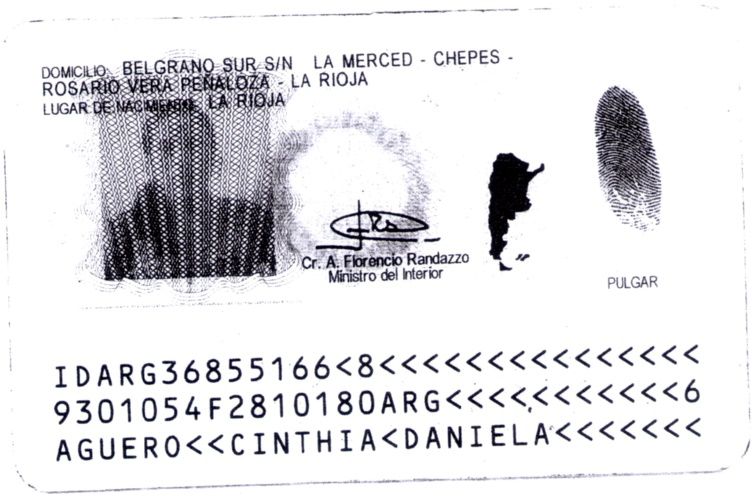 DOMICILIO: BELGRANO SUR S/N LA MERCED - CHEPES -
ROSARIO VERA PEÑALOZA - LA RIOJA
LUGAR DE NACIMIENTO: LA RIOJA
Cr. A. Florencio Randazzo
Ministro del Interior
PULGAR
IDARG36855166<8<<<<<<<<<<<<<<<
9301054F2810180ARG<<<<<<<<<<<6
AGUERO<<CINTHIA<DANIELA<<<<<<<